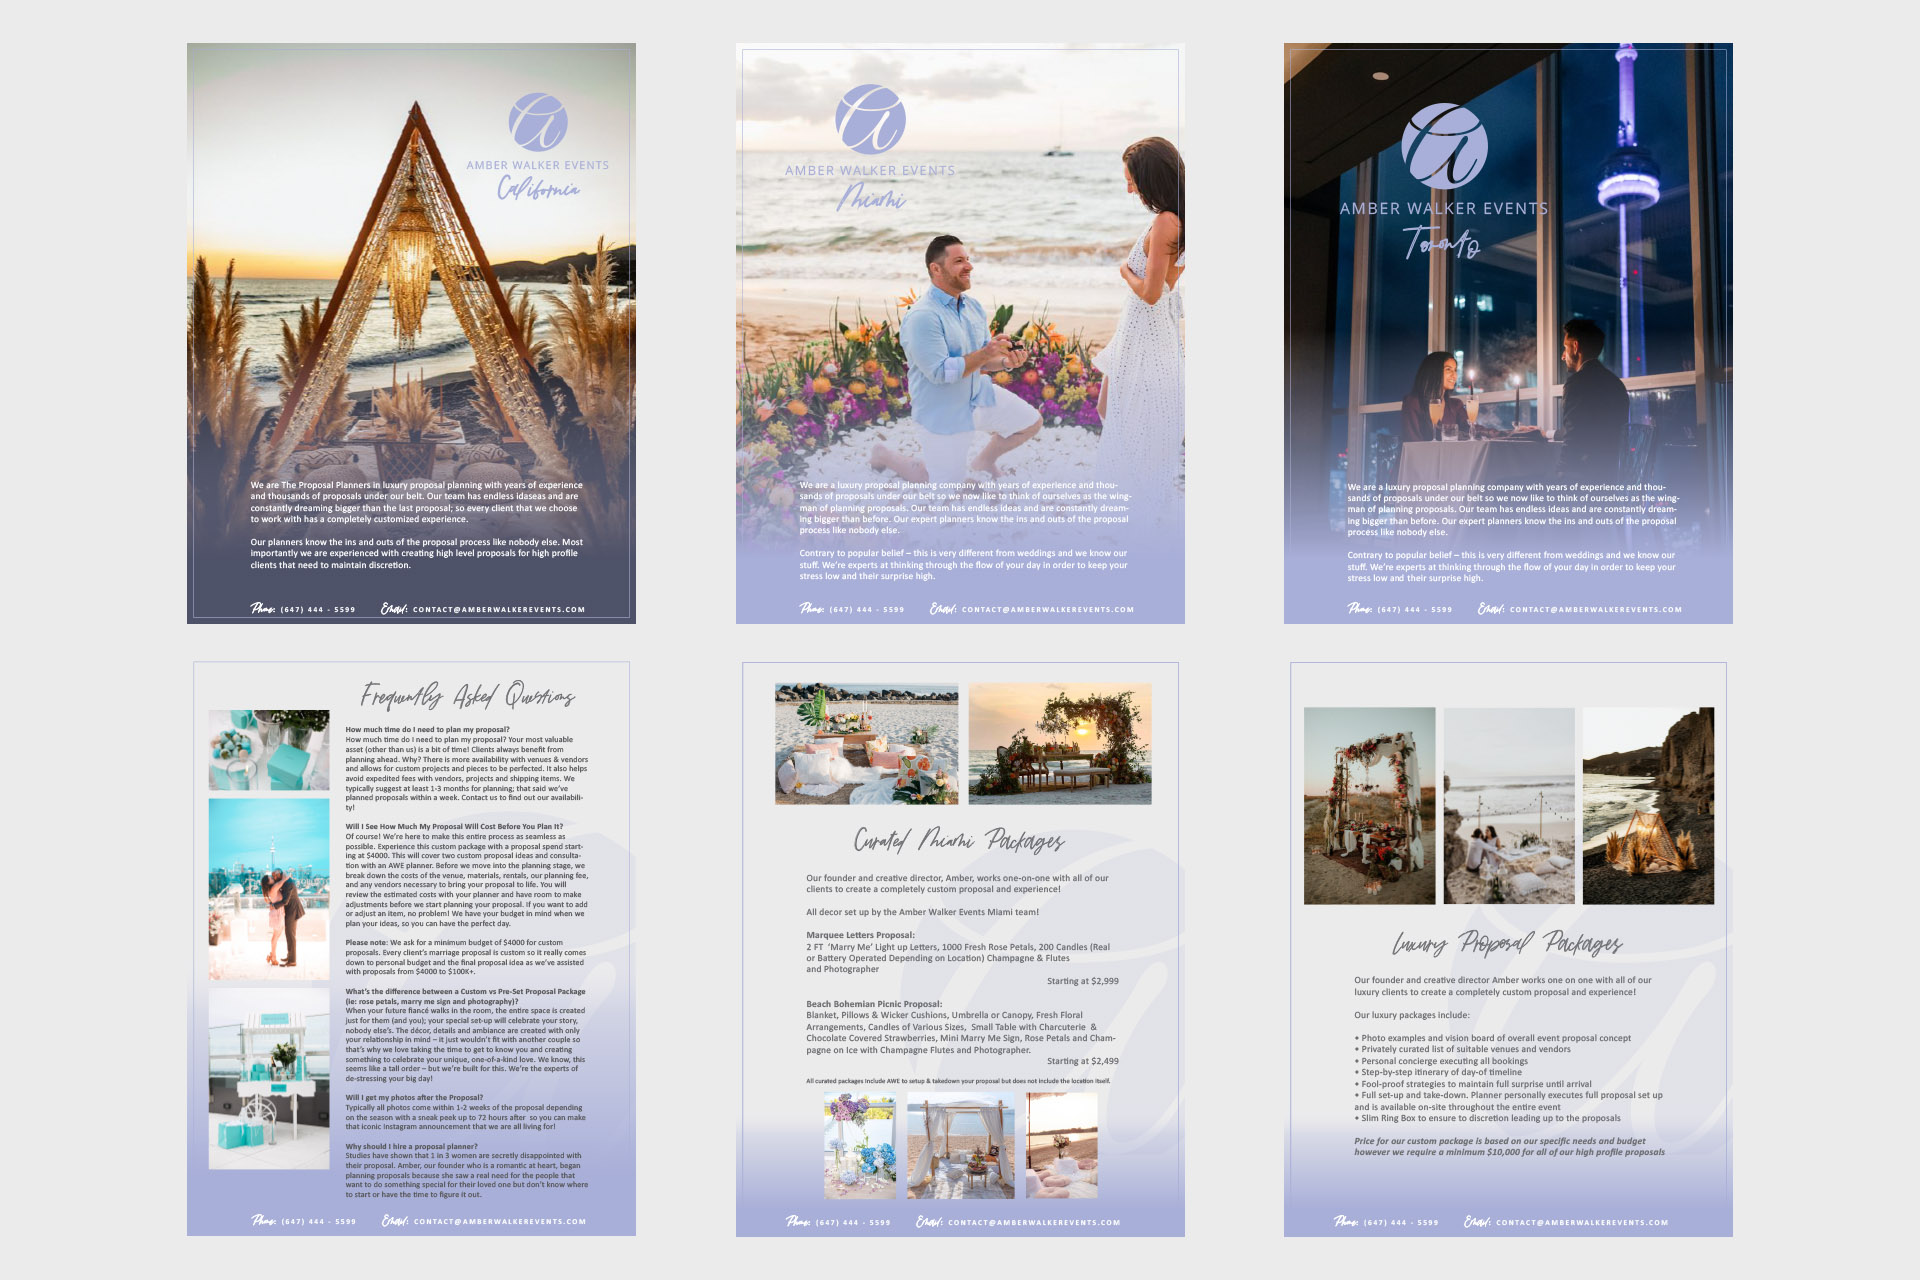 AMBER WALKER EVENTS
California
We are The Proposal Planners in luxury proposal planning with years of experience
and thousands of proposals under our belt. Our team has endless idaseas and are
constantly dreaming bigger than the last proposal; so every client that we choose
to work with has a completely customized experience.
Our planners know the ins and outs of the proposal process like nobody else. Most
importantly we are experienced with creating high level proposals for high profile
clients that need to maintain discretion.
Phone: (647) 444 - 5599 Email: CONTACT@AMBERWALKEREVENTS.COM
AMBER WALKER EVENTS
Miami
We are a luxury proposal planning company with years of experience and thou-
sands of proposals under our belt so we now like to think of ourselves as the wing-
man of planning proposals. Our team has endless ideas and are constantly dream-
ing bigger than before. Our expert planners know the ins and outs of the proposal
process like nobody else.
Contrary to popular belief – this is very different from weddings and we know our
stuff. We're experts at thinking through the flow of your day in order to keep your
stress low and their surprise high.
Phone: (647) 444 - 5599 Email: CONTACT@AMBERWALKEREVENTS.COM
AMBER WALKER EVENTS
Toronto
We are a luxury proposal planning company with years of experience and thou-
sands of proposals under our belt so we now like to think of ourselves as the wing-
man of planning proposals. Our team has endless ideas and are constantly dream-
ing bigger than before. Our expert planners know the ins and outs of the proposal
process like nobody else.
Contrary to popular belief – this is very different from weddings and we know our
stuff. We're experts at thinking through the flow of your day in order to keep your
stress low and their surprise high.
Phone: (647) 444 - 5599 Email: CONTACT@AMBERWALKEREVENTS.COM
Frequently Asked Questions
How much time do I need to plan my proposal?
How much time do I need to plan my proposal? Your most valuable
asset (other than us) is a bit of time! Clients always benefit from
planning ahead. Why? There is more availability with venues & vendors
and allows for custom projects and pieces to be perfected. It also helps
avoid expedited fees with vendors, projects and shipping items. We
typically suggest at least 1-3 months for planning; that said we've
planned proposals within a week. Contact us to find out our availabili-
ty!
Will I See How Much My Proposal Will Cost Before You Plan It?
Of course! We're here to make this entire process as seamless as
possible. Experience this custom package with a proposal spend start-
ing at $4000. This will cover two custom proposal ideas and consulta-
tion with an AWE planner. Before we move into the planning stage, we
break down the costs of the venue, materials, rentals, our planning fee,
and any vendors necessary to bring your proposal to life. You will
review the estimated costs with your planner and have room to make
adjustments before we start planning your proposal. If you want to add
or adjust an item, no problem! We have your budget in mind when we
plan your ideas, so you can have the perfect day.
Please note: We ask for a minimum budget of $4000 for custom
proposals. Every client's marriage proposal is custom so it really comes
down to personal budget and the final proposal idea as we've assisted
with proposals from $4000 to $100K+.
What's the difference between a Custom vs Pre-Set Proposal Package
(ie: rose petals, marry me sign and photography)?
When your future fiancé walks in the room, the entire space is created
just for them (and you); your special set-up will celebrate your story,
nobody else's. The décor, details and ambiance are created with only
your relationship in mind – it just wouldn't fit with another couple so
that's why we love taking the time to get to know you and creating
something to celebrate your unique, one-of-a-kind love. We know, this
seems like a tall order – but we're built for this. We're the experts of
de-stressing your big day!
Will I get my photos after the Proposal?
Typically all photos come within 1-2 weeks of the proposal depending
on the season with a sneak peek up to 72 hours after so you can make
that iconic Instagram announcement that we are all living for!
Why should I hire a proposal planner?
Studies have shown that 1 in 3 women are secretly disappointed with
their proposal. Amber, our founder who is a romantic at heart, began
planning proposals because she saw a real need for the people that
want to do something special for their loved one but don't know where
to start or have the time to figure it out.
Phone: (647) 444 - 5599 Email: CONTACT@AMBERWALKEREVENTS.COM
Curated Miami Packages
Our founder and creative director, Amber, works one-on-one with all of our
clients to create a completely custom proposal and experience!
All decor set up by the Amber Walker Events Miami team!
Marquee Letters Proposal:
2 FT 'Marry Me' Light up Letters, 1000 Fresh Rose Petals, 200 Candles (Real
or Battery Operated Depending on Location) Champagne & Flutes
and Photographer
Starting at $2,999
Beach Bohemian Picnic Proposal:
Blanket, Pillows & Wicker Cushions, Umbrella or Canopy, Fresh Floral
Arrangements, Candles of Various Sizes, Small Table with Charcuterie &
Chocolate Covered Strawberries, Mini Marry Me Sign, Rose Petals and Cham-
pagne on Ice with Champagne Flutes and Photographer.
Starting at $2,499
All curated packages include AWE to setup & takedown your proposal but does not include the location itself.
Phone: (647) 444 - 5599 Email: CONTACT@AMBERWALKEREVENTS.COM
Luxury Proposal Packages
Our founder and creative director Amber works one on one with all of our
luxury clients to create a completely custom proposal and experience!
Our luxury packages include:
• Photo examples and vision board of overall event proposal concept
• Privately curated list of suitable venues and vendors
• Personal concierge executing all bookings
• Step-by-step itinerary of day-of timeline
• Fool-proof strategies to maintain full surprise until arrival
• Full set-up and take-down. Planner personally executes full proposal set up
and is available on-site throughout the entire event
• Slim Ring Box to ensure to discretion leading up to the proposals
Price for our custom package is based on our specific needs and budget
however we require a minimum $10,000 for all of our high profile proposals
Phone: (647) 444 - 5599 Email: CONTACT@AMBERWALKEREVENTS.COM